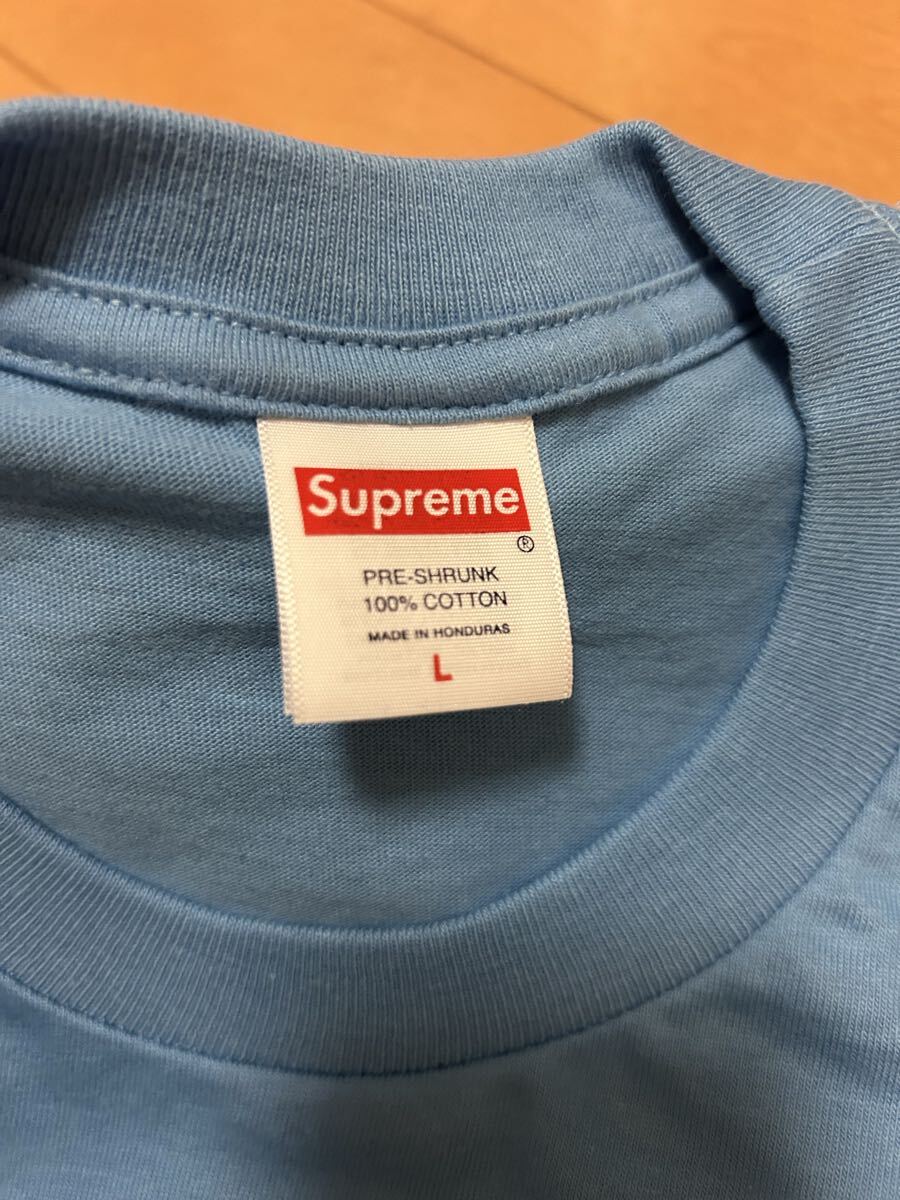 Supreme
®
PRE-SHRUNK
100% COTTON
MADE IN HONDURAS
L